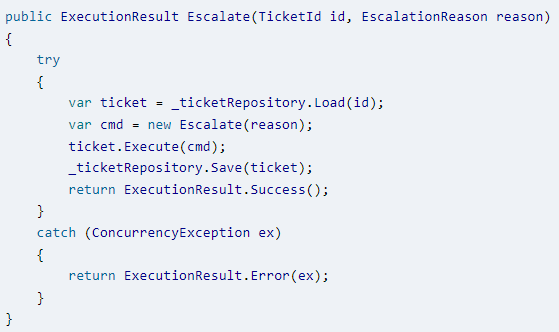 public ExecutionResult Escalate(TicketId id, EscalationReason reason)
{
    try
    {
        var ticket = _ticketRepository.Load(id);
        var cmd = new Escalate(reason);
        ticket.Execute(cmd);
        _ticketRepository.Save(ticket);
        return ExecutionResult.Success();
    }
    catch (ConcurrencyException ex)
    {
        return ExecutionResult.Error(ex);
    }
}